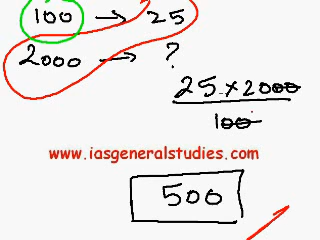 100 → 25
2000 → ?
25 × 2000
100
www.iasgeneralstudies.com
500